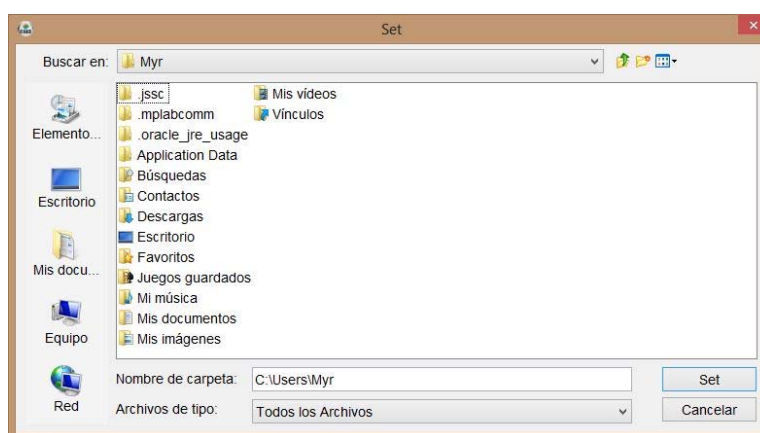 Set
Buscar en: Myr
.jssc
.mplabcomm
.oracle_jre_usage
Application Data
Búsquedas
Contactos
Descargas
Escritorio
Favoritos
Juegos guardados
Mi música
Mis documentos
Mis imágenes
Mis vídeos
Vínculos
Elemento...
Escritorio
Mis docu...
Equipo
Red
Nombre de carpeta: C:\Users\Myr
Set
Archivos de tipo: Todos los Archivos
Cancelar